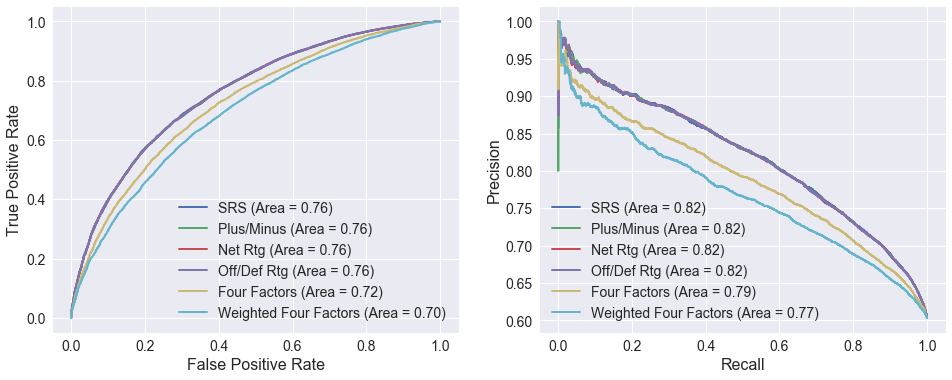 1.0
0.8
0.6
0.4
0.2
0.0
True Positive Rate
SRS (Area = 0.76)
Plus/Minus (Area = 0.76)
Net Rtg (Area = 0.76)
Off/Def Rtg (Area = 0.76)
Four Factors (Area = 0.72)
Weighted Four Factors (Area = 0.70)
0.0 0.2 0.4 0.6 0.8 1.0
False Positive Rate
1.00
0.95
0.90
0.85
0.80
0.75
0.70
0.65
0.60
Precision
SRS (Area = 0.82)
Plus/Minus (Area = 0.82)
Net Rtg (Area = 0.82)
Off/Def Rtg (Area = 0.82)
Four Factors (Area = 0.79)
Weighted Four Factors (Area = 0.77)
0.0 0.2 0.4 0.6 0.8 1.0
Recall